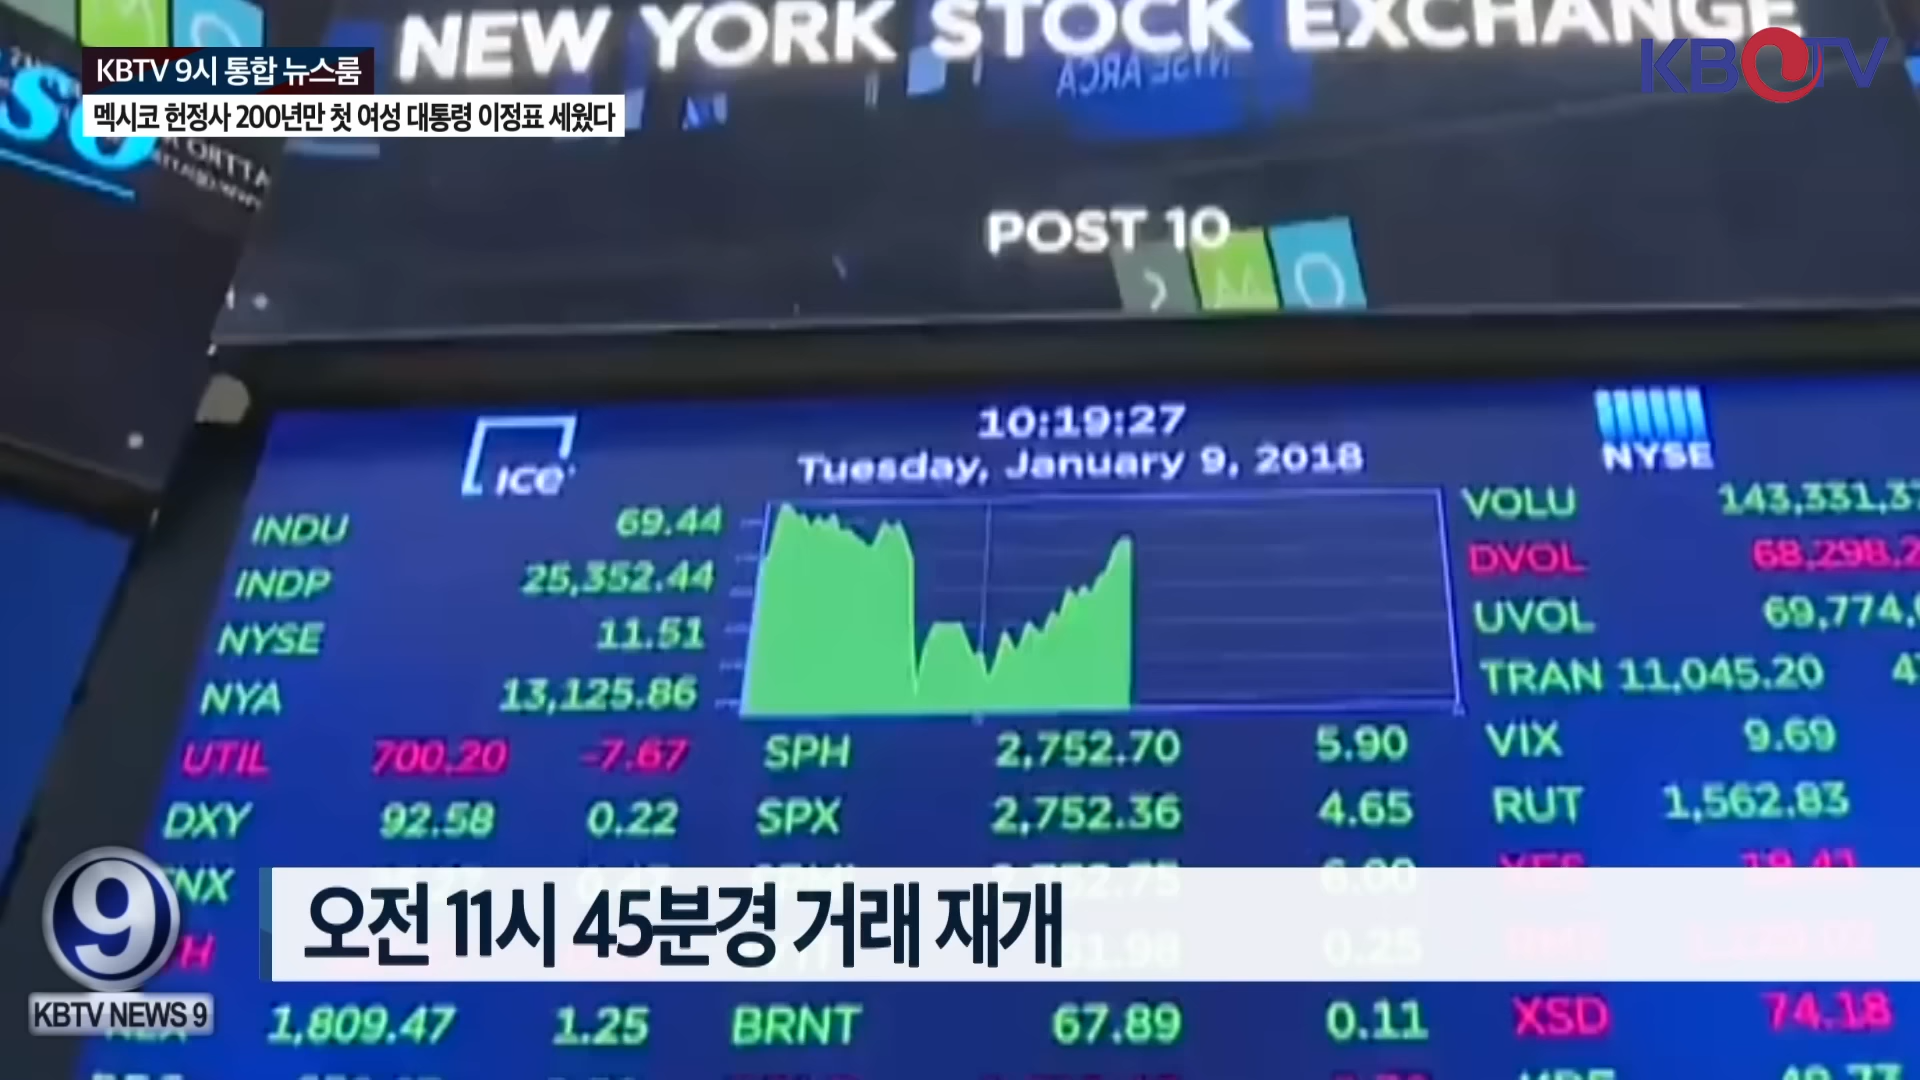 NEW YORK STOCK EXCHANGE
KBTV
KBTV 9시 통합 뉴스룸
멕시코 헌정사 200년만 첫 여성 대통령 이정표 세웠다
POST 10
10:19:27
Tuesday, January 9, 2018
ice
NYSE
INDU 69.44
INDP 25,352.44
NYSE 11.51
NYA 13,125.86
UTIL 700.20 -7.67
DXY 92.58 0.22
SPH 2,752.70 5.90
SPX 2,752.36 4.65
VOLU
DVOL
UVOL
TRAN 11,045.20
VIX 9.69
RUT 1,562.83
오전 11시 45분경 거래 재개
9
KBTV NEWS 9
1,809.47 1.25
BRNT 67.89 0.11
XSD 74.18